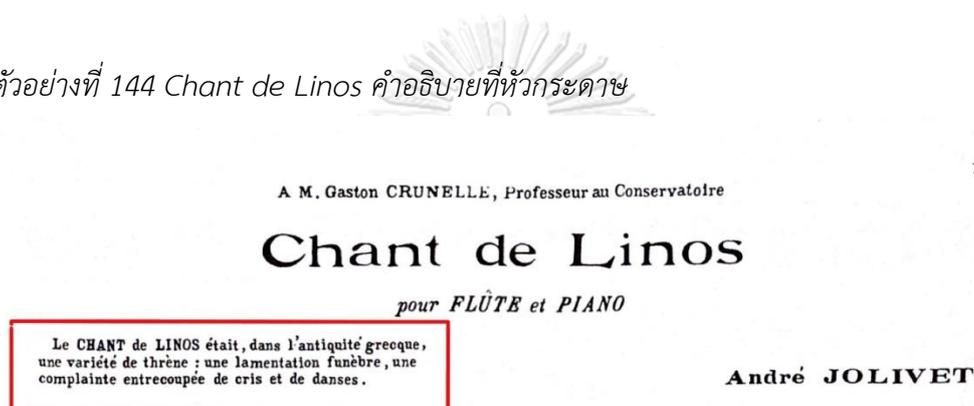 ตัวอย่างที่ 144 Chant de Linos คำอธิบายที่หัวกระดาษ
A M. Gaston CRUNELLE, Professeur au Conservatoire
Chant de Linos
pour FLÛTE et PIANO
Le CHANT de LINOS était, dans l'antiquité grecque,
une variété de thrène : une lamentation funèbre, une
complainte entrecoupée de cris et de danses.
André JOLIVET